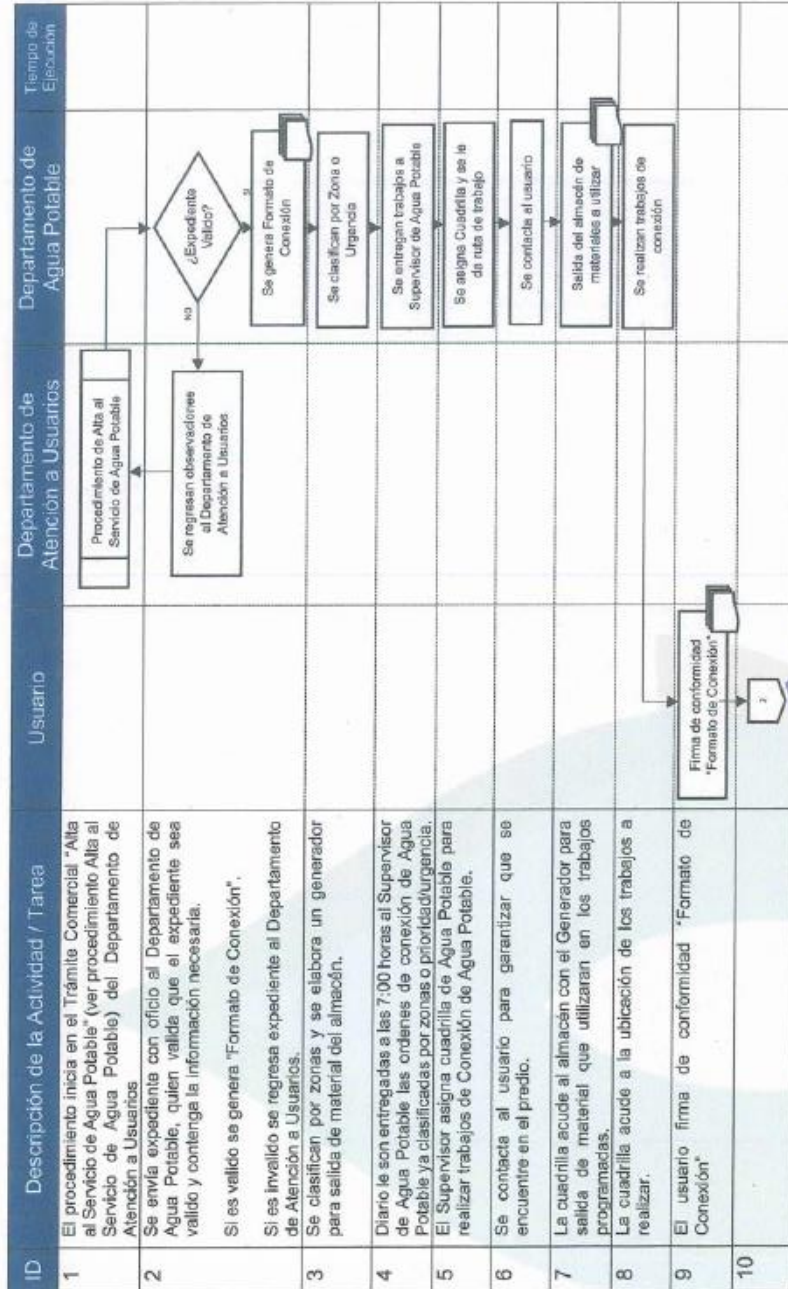 ID
Descripción de la Actividad / Tarea
Usuario
Departamento de
Atención a Usuarios
Departamento de
Agua Potable
Tiempo de
Ejecución
1
El procedimiento inicia en el Trámite Comercial "Alta
al Servicio de Agua Potable" (ver procedimiento Alta al
Servicio de Agua Potable) del Departamento de
Atención a Usuarios
Procedimiento de Alta al
Servicio de Agua Potable
2
Se envía expediente con oficio al Departamento de
Agua Potable, quien valida que el expediente sea
valido y contenga la información necesaria.
Si es valido se genera "Formato de Conexión".
Si es invalido se regresa expediente al Departamento
de Atención a Usuarios.
Se regresan observaciones
al Departamento de
Atención a Usuarios
NO
¿Expediente
Valido?
SI
Se genera Formato de
Conexión
3
Se clasifican por zonas y se elabora un generador
para salida de material del almacén.
Se clasifican por Zona o
Urgencia
4
Diario le son entregadas a las 7:00 horas al Supervisor
de Agua Potable las ordenes de conexión de Agua
Potable ya clasificadas por zonas o prioridad/urgencia.
Se entregan trabajos a
Supervisor de Agua Potable
5
El Supervisor asigna cuadrilla de Agua Potable para
realizar trabajos de Conexión de Agua Potable.
Se asigna Cuadrilla y se le
da ruta de trabajo
6
Se contacta al usuario para garantizar que se
encuentre en el predio.
Se contacta al usuario
7
La cuadrilla acude al almacén con el Generador para
salida de material que utilizaran en los trabajos
programadas.
Salida del almacén de
materiales a utilizar
8
La cuadrilla acude a la ubicación de los trabajos a
realizar.
Se realizan trabajos de
conexión
9
El usuario firma de conformidad "Formato de
Conexión"
Firma de conformidad
"Formato de Conexión"
10